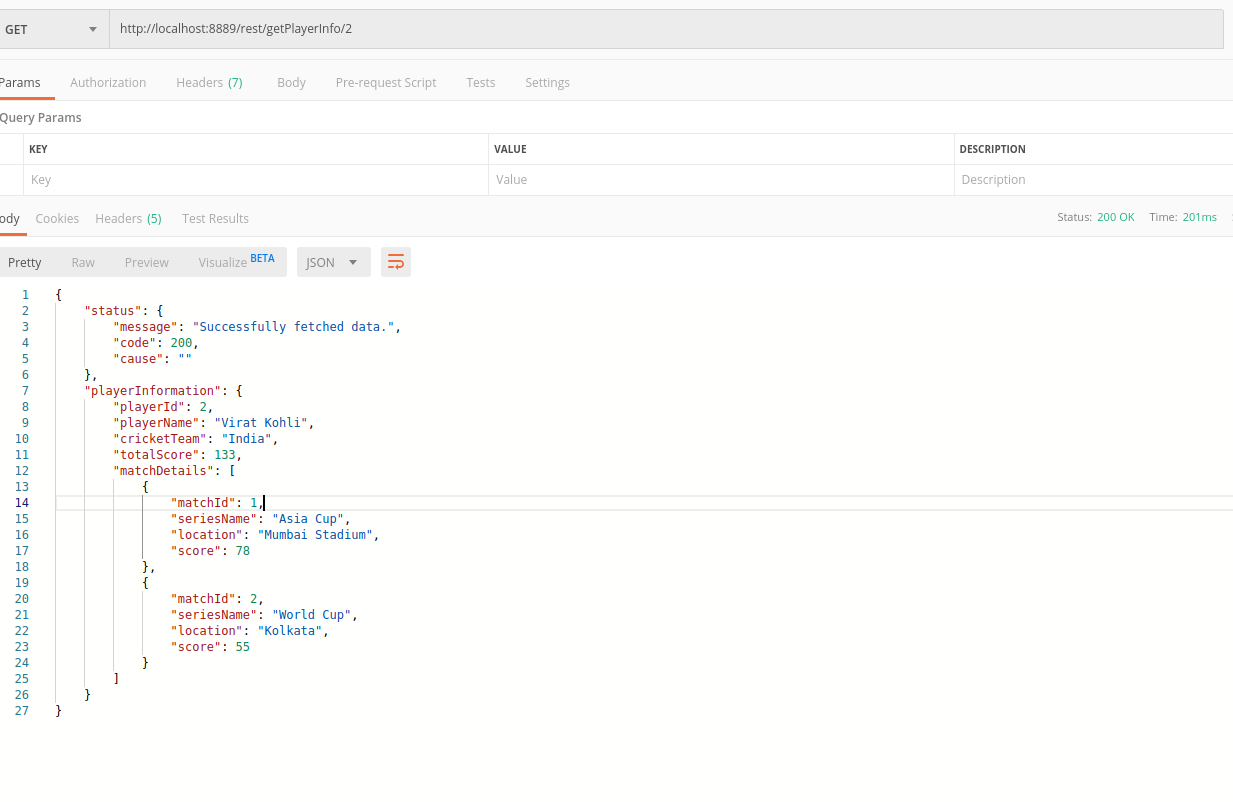 GET http://localhost:8889/rest/getPlayerInfo/2
Params Authorization Headers (7) Body Pre-request Script Tests Settings
Query Params
KEY VALUE DESCRIPTION
Key Value Description
ody Cookies Headers (5) Test Results Status: 200 OK Time: 201ms
Pretty Raw Preview Visualize BETA JSON
1 {
2 "status": {
3 "message": "Successfully fetched data.",
4 "code": 200,
5 "cause": ""
6 },
7 "playerInformation": {
8 "playerId": 2,
9 "playerName": "Virat Kohli",
10 "cricketTeam": "India",
11 "totalScore": 133,
12 "matchDetails": [
13 {
14 "matchId": 1,
15 "seriesName": "Asia Cup",
16 "location": "Mumbai Stadium",
17 "score": 78
18 },
19 {
20 "matchId": 2,
21 "seriesName": "World Cup",
22 "location": "Kolkata",
23 "score": 55
24 }
25 ]
26 }
27 }